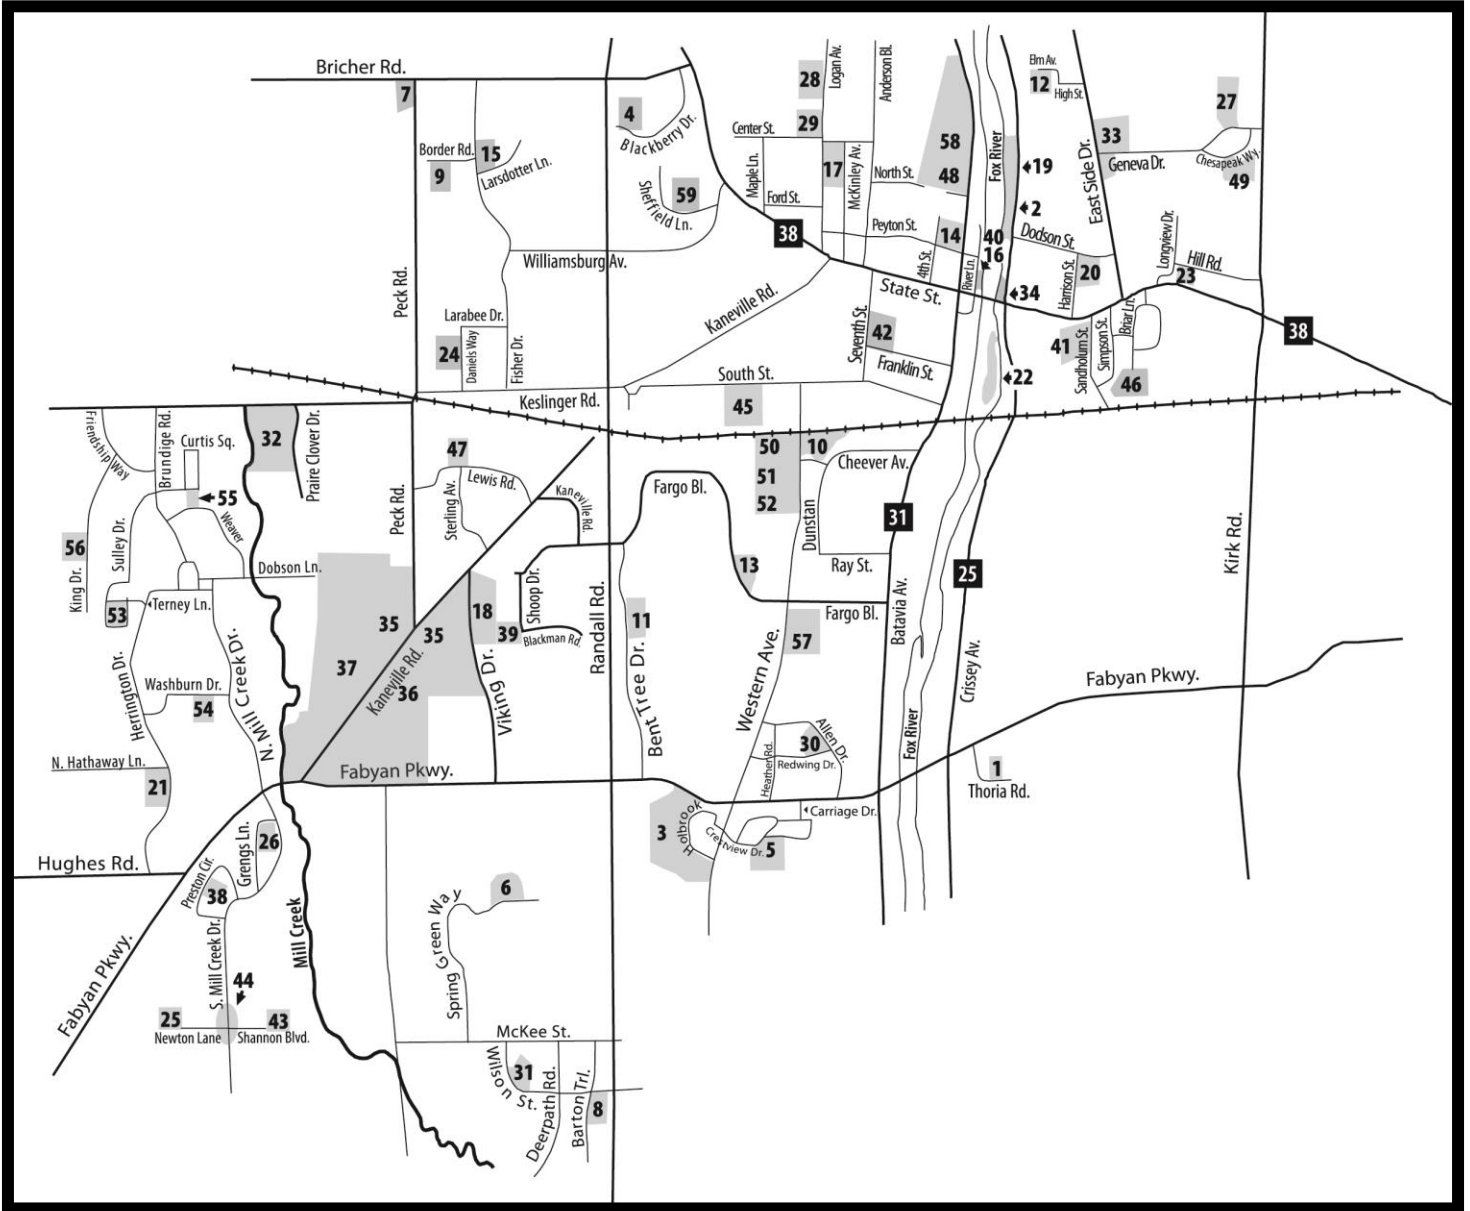 Bricher Rd.
7
4
Blackberry Dr.
28
Logan Av.
Anderson Bl.
Elm Av.
12
High St.
27
Center St.
29
58
33
Fox River
Border Rd.
15
9
Larsdotter Ln.
Maple Ln.
17
McKinley Av.
North St.
48
19
Geneva Dr.
Chesapeak Wy.
49
East Side Dr.
Sheffield Ln.
59
Ford St.
2
38
Peyton St.
14
40
16
Dodson St.
Longview Dr.
Williamsburg Av.
4th St.
River Ln.
Harrison St.
20
Hill Rd.
23
Peck Rd.
State St.
34
Kaneville Rd.
Larabee Dr.
24
Daniels Way
Fisher Dr.
Seventh St.
42
41
Sandholum St.
Simpson St.
Briar Ln.
38
Franklin St.
22
South St.
46
Keslinger Rd.
45
Friendship Way
Brundige Rd.
Curtis Sq.
32
Praire Clover Dr.
47
50
10
Cheever Av.
Lewis Rd.
Kaneville Rd.
Fargo Bl.
51
52
55
Peck Rd.
Sterling Av.
Dunstan
31
Weaver
56
Sulley Dr.
Ray St.
Kirk Rd.
King Dr.
Dobson Ln.
13
25
53
Terney Ln.
Shoop Dr.
Randall Rd.
18
11
Fargo Bl.
Batavia Av.
35
35
39
Blackman Rd.
57
37
Kaneville Rd.
36
Viking Dr.
Bent Tree Dr.
Western Ave.
Crissey Av.
Fabyan Pkwy.
Herrington Dr.
Washburn Dr.
54
N. Mill Creek Dr.
Allen Dr.
30
Fox River
N. Hathaway Ln.
21
Fabyan Pkwy.
Heather Rd.
Redwing Dr.
1
Thoria Rd.
Carriage Dr.
3
Holbrook
Crestview Dr.
5
Hughes Rd.
Grengs Ln.
26
Preston Cir.
38
6
Spring Green Way
Mill Creek
Fabyan Pkwy.
S. Mill Creek Dr.
44
25
43
Newton Lane
Shannon Blvd.
McKee St.
Wilson St.
31
Deerpath Rd.
Barton Trl.
8